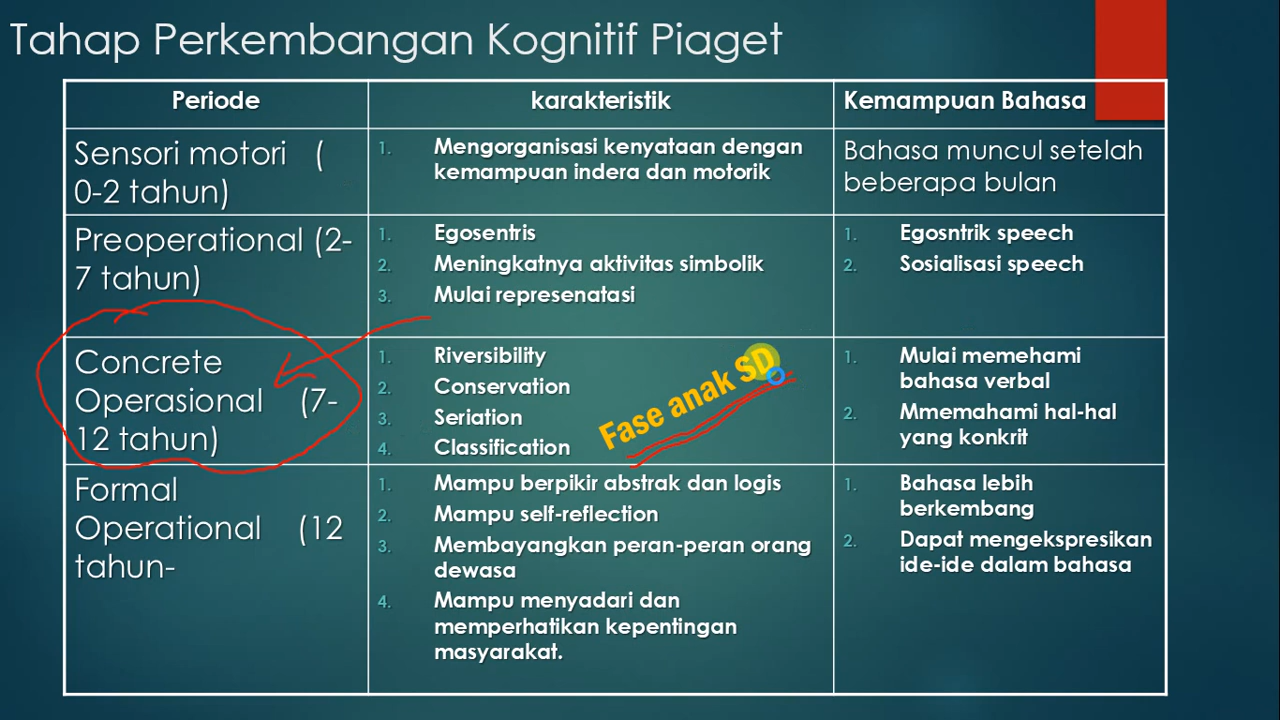 Tahap Perkembangan Kognitif Piaget
Periode
karakteristik
Kemampuan Bahasa
Sensori motori (
0-2 tahun)
1. Mengorganisasi kenyataan dengan
kemampuan indera dan motorik
Bahasa muncul setelah
beberapa bulan
Preoperational (2-
7 tahun)
1. Egosentris
2. Meningkatnya aktivitas simbolik
3. Mulai represenatasi
1. Egosntrik speech
2. Sosialisasi speech
Concrete
Operasional (7-
12 tahun)
1. Riversibility
2. Conservation
3. Seriation
4. Classification
Fase anak SD
1. Mulai memehami
bahasa verbal
2. Mmemahami hal-hal
yang konkrit
Formal
Operational (12
tahun-
1. Mampu berpikir abstrak dan logis
2. Mampu self-reflection
3. Membayangkan peran-peran orang
dewasa
4. Mampu menyadari dan
memperhatikan kepentingan
masyarakat.
1. Bahasa lebih
berkembang
2. Dapat mengekspresikan
ide-ide dalam bahasa